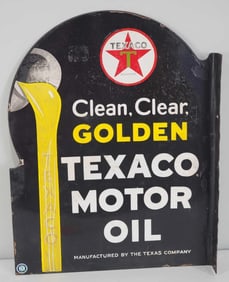 TEXACO
T
Clean, Clear,
GOLDEN
TEXACO
MOTOR
OIL
MANUFACTURED BY THE TEXAS COMPANY